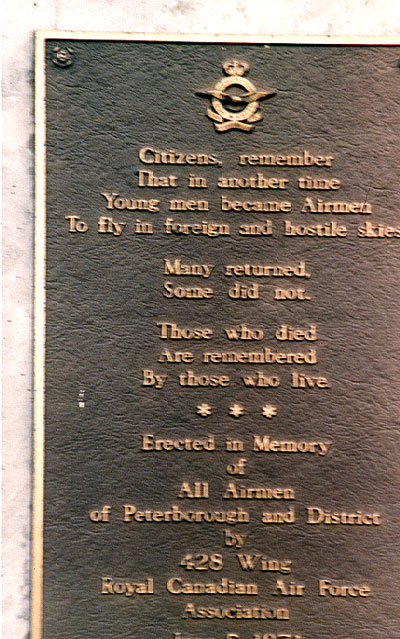 Citizens, remember
That in another time
Young men became Airmen
To fly in foreign and hostile skies
Many returned,
Some did not.
Those who died
Are remembered
By those who live.
* * *
Erected in Memory
of
All Airmen
of Peterborough and District
by
428 Wing
Royal Canadian Air Force
Association